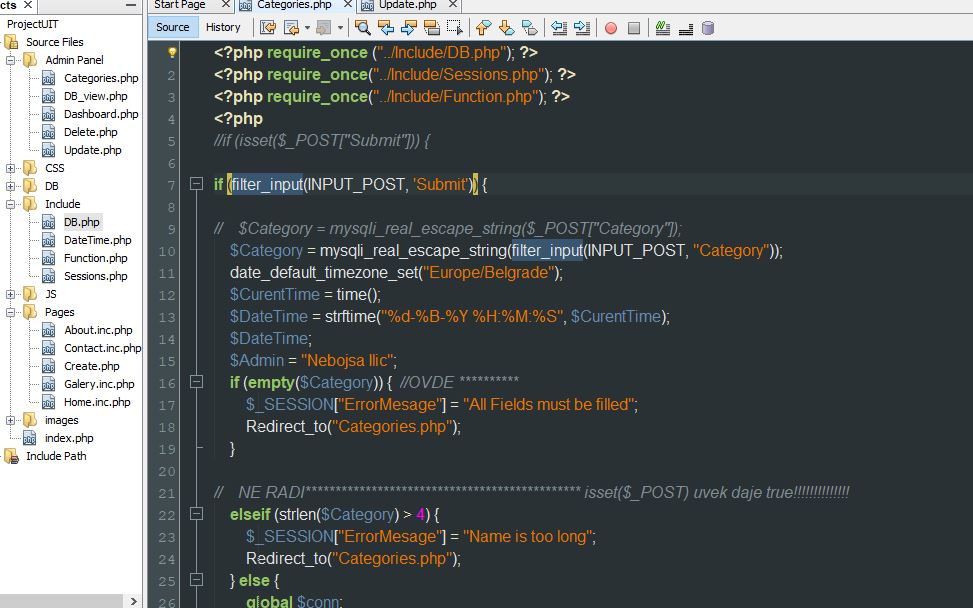 cts
Start Page
Categories.php
Update.php
ProjectUIT
Source
History
Source Files
Admin Panel
Categories.php
DB_view.php
Dashboard.php
Delete.php
Update.php
CSS
DB
Include
DB.php
DateTime.php
Function.php
Sessions.php
JS
Pages
About.inc.php
Contact.inc.php
Create.php
Galery.inc.php
Home.inc.php
images
index.php
Include Path
<?php require_once ("../Include/DB.php"); ?>
2 <?php require_once("../Include/Sessions.php"); ?>
3 <?php require_once("../Include/Function.php"); ?>
4 <?php
5 //if (isset($_POST["Submit"])) {
6
7 if (filter_input(INPUT_POST, 'Submit')) {
8
9 // $Category = mysqli_real_escape_string($_POST["Category"]);
10 $Category = mysqli_real_escape_string(filter_input(INPUT_POST, "Category"));
11 date_default_timezone_set("Europe/Belgrade");
12 $CurentTime = time();
13 $DateTime = strftime("%d-%B-%Y %H:%M:%S", $CurentTime);
14 $DateTime;
15 $Admin = "Nebojsa Ilic";
16 if (empty($Category)) { //OVDE **********
17 $_SESSION["ErrorMesage"] = "All Fields must be filled";
18 Redirect_to("Categories.php");
19 }
20
21 // NE RADI********************************************** isset($_POST) uvek daje true!!!!!!!!!!!!!!
22 elseif (strlen($Category) > 4) {
23 $_SESSION["ErrorMesage"] = "Name is too long";
24 Redirect_to("Categories.php");
25 } else {
26 global $conn;